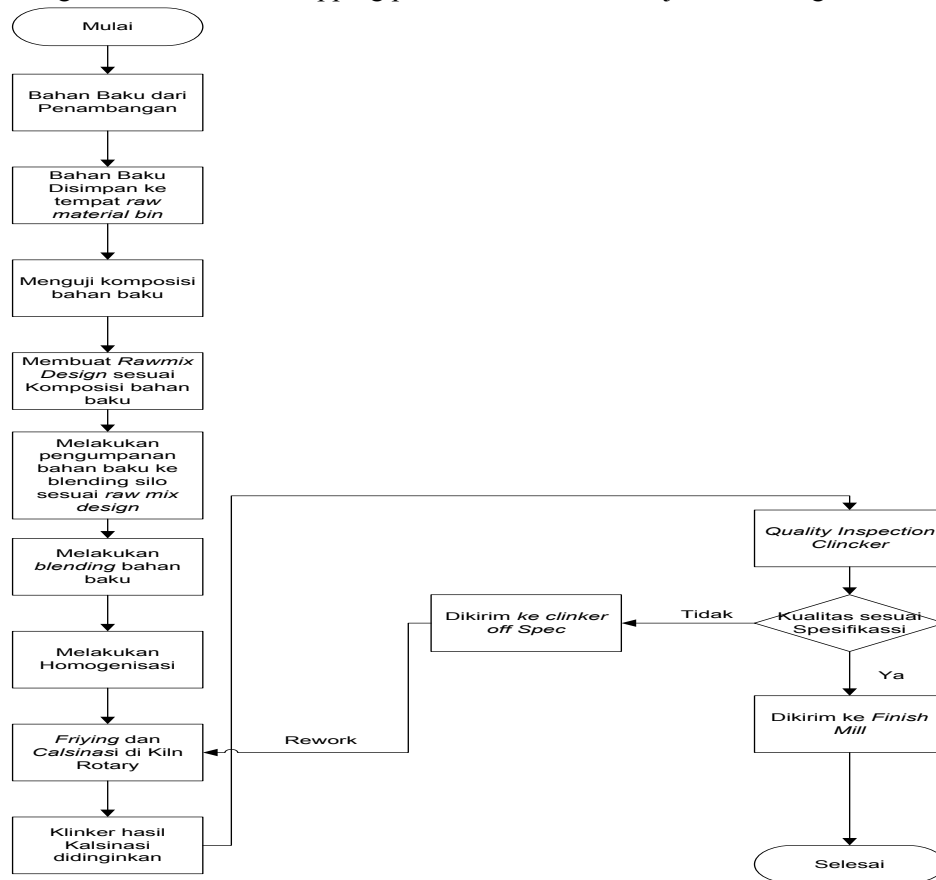 Mulai
Bahan Baku dari
Penambangan
Bahan Baku
Disimpan ke
tempat raw
material bin
Menguji komposisi
bahan baku
Membuat Rawmix
Design sesuai
Komposisi bahan
baku
Melakukan
pengumpanan
bahan baku ke
blending silo
sesuai raw mix
design
Melakukan
blending bahan
baku
Melakukan
Homogenisasi
Friying dan
Calsinasi di Kiln
Rotary
Klinker hasil
Kalsinasi
didinginkan
Quality Inspection
Clincker
Kualitas sesuai
Spesifikassi
Tidak
Dikirim ke clinker
off Spec
Rework
Ya
Dikirim ke Finish
Mill
Selesai